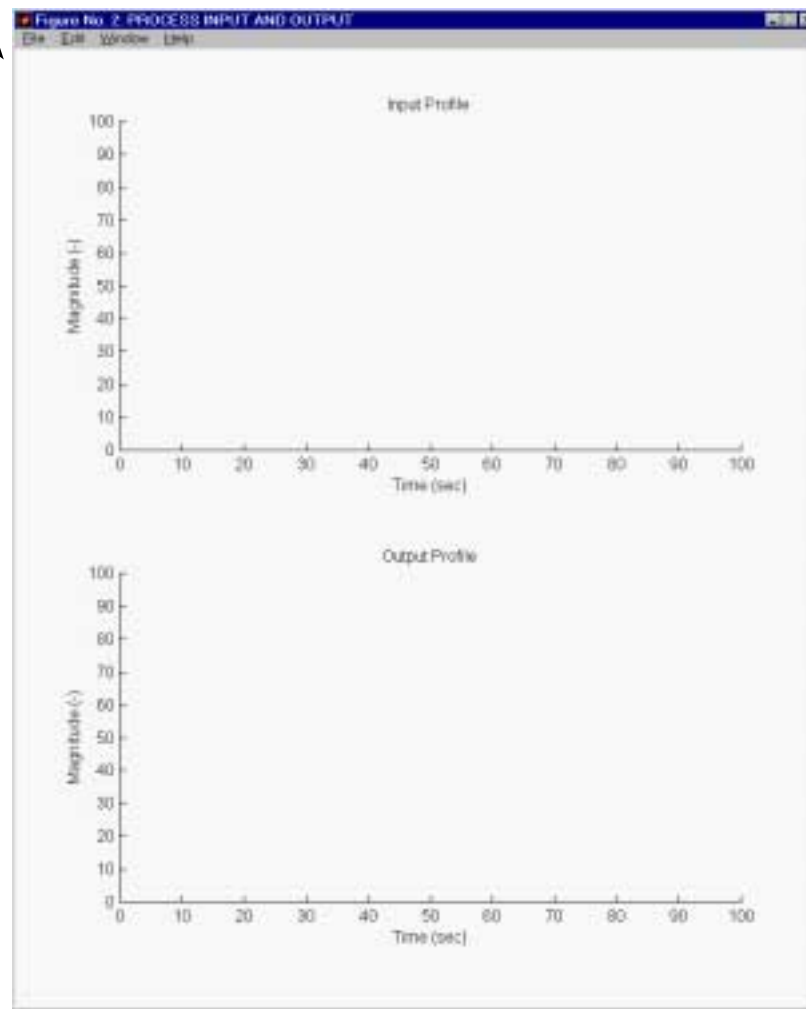 Figure No. 2: PROCESS INPUT AND OUTPUT
File Edit Window Help
Input Profile
100
90
80
70
60
50
40
30
20
10
0
Magnitude (-)
0 10 20 30 40 50 60 70 80 90 100
Time (sec)
Output Profile
100
90
80
70
60
50
40
30
20
10
0
Magnitude (-)
0 10 20 30 40 50 60 70 80 90 100
Time (sec)